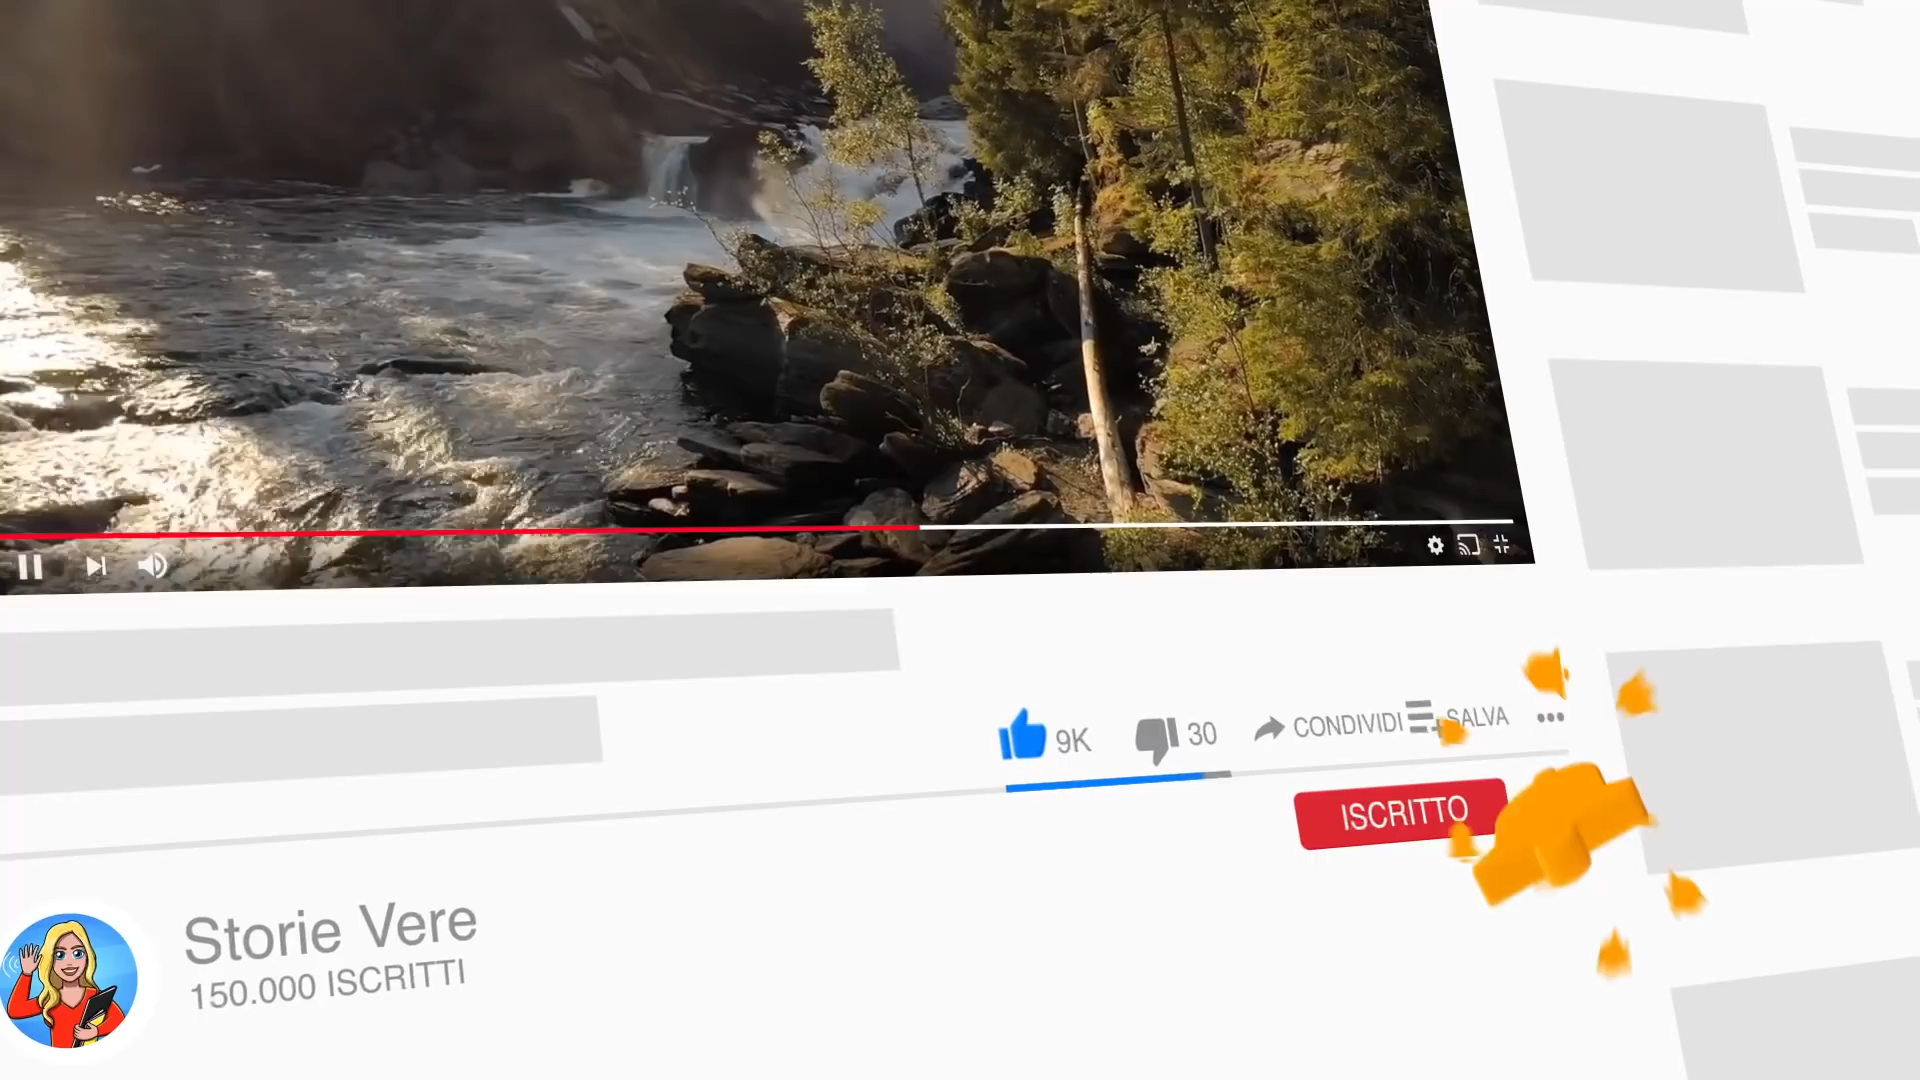 9K
30
CONDIVIDI
SALVA
ISCRITTO
Storie Vere
150.000 ISCRITTI